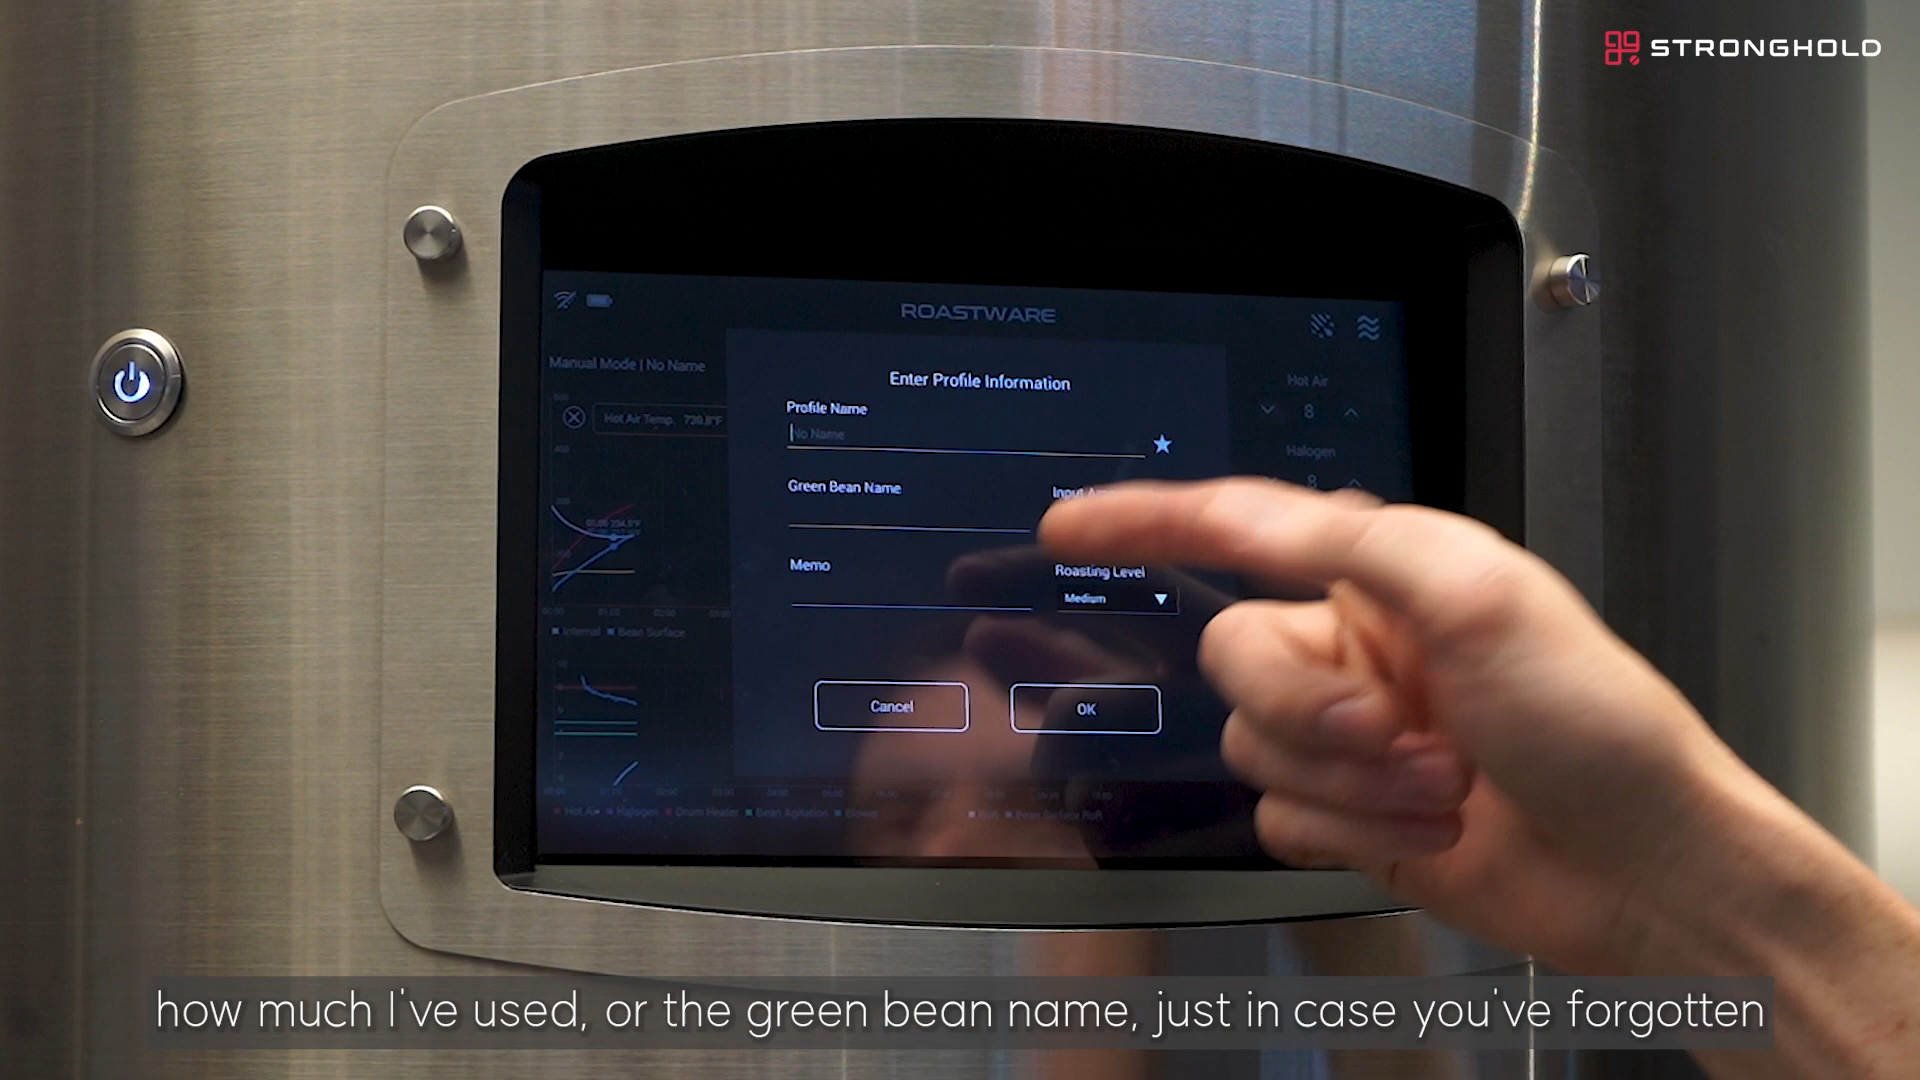 STRONGHOLD
ROASTWARE
Manual Mode | No Name
Enter Profile Information
Hot Air
Profile Name
8
Hot Air Temp.
No Name
Halogen
8
Green Bean Name
Input
Memo
Roasting Level
Medium
Internal Bean Surface
Cancel
OK
Hot Air Halogen Drum Heater Bean Agitation Blower
RoR Bean Surface RoR
how much I've used, or the green bean name, just in case you've forgotten